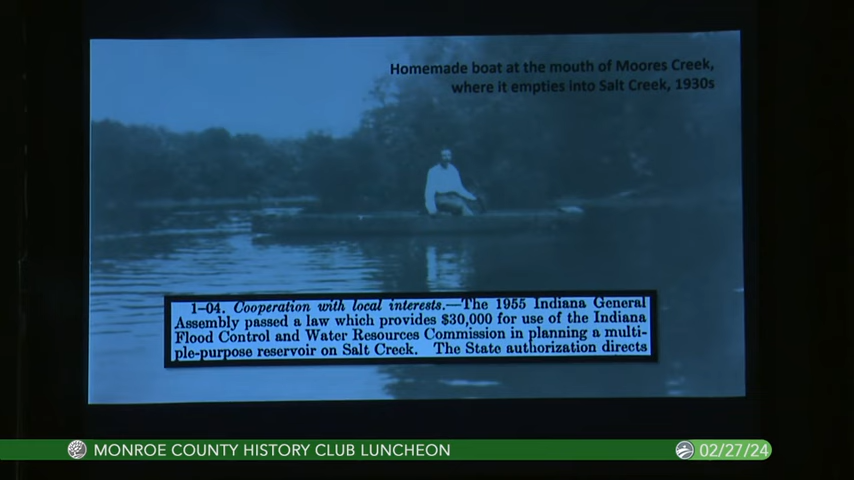 Homemade boat at the mouth of Moores Creek,
where it empties into Salt Creek, 1930s
1–04. Cooperation with local interests.—The 1955 Indiana General
Assembly passed a law which provides $30,000 for use of the Indiana
Flood Control and Water Resources Commission in planning a multi-
ple-purpose reservoir on Salt Creek. The State authorization directs
MONROE COUNTY HISTORY CLUB LUNCHEON
02/27/24